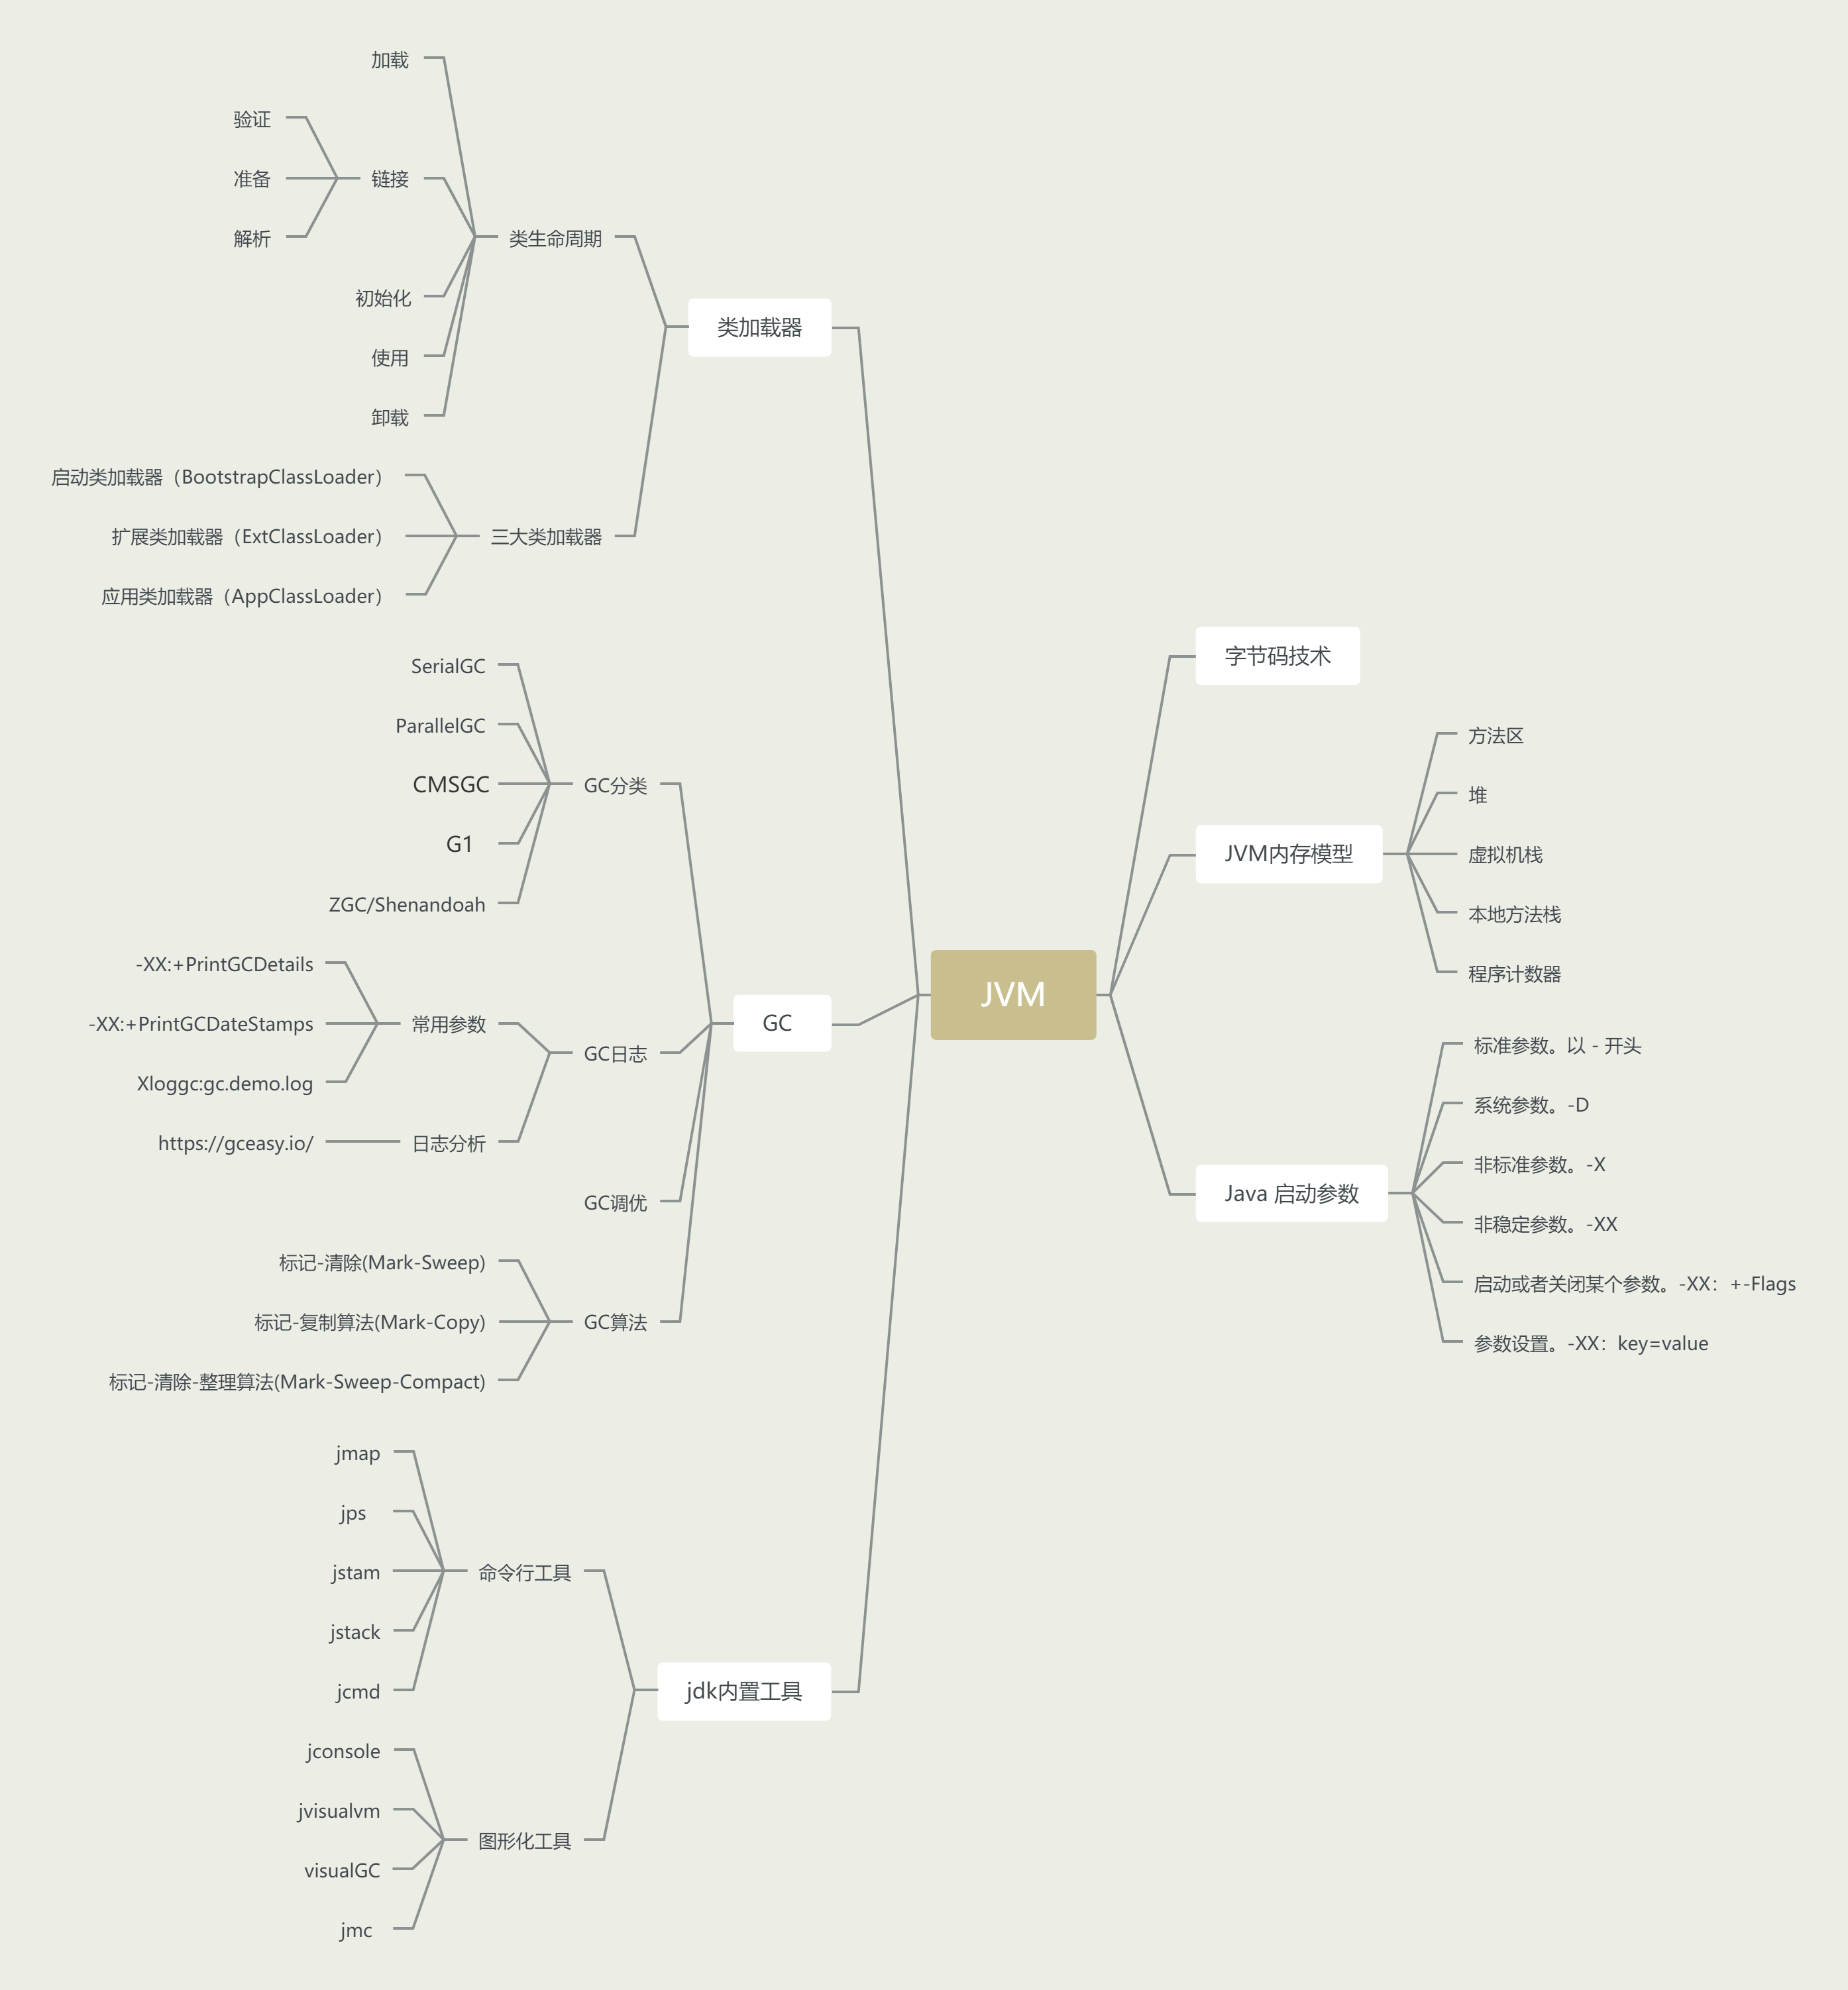 JVM
字节码技术
JVM内存模型
方法区
堆
虚拟机栈
本地方法栈
程序计数器
Java 启动参数
标准参数。以 - 开头
系统参数。-D
非标准参数。-X
非稳定参数。-XX
启动或者关闭某个参数。-XX：+-Flags
参数设置。-XX：key=value
类加载器
类生命周期
加载
链接
验证
准备
解析
初始化
使用
卸载
三大类加载器
启动类加载器（BootstrapClassLoader）
扩展类加载器（ExtClassLoader）
应用类加载器（AppClassLoader）
GC
GC分类
SerialGC
ParallelGC
CMSGC
G1
ZGC/Shenandoah
GC日志
常用参数
-XX:+PrintGCDetails
-XX:+PrintGCDateStamps
Xloggc:gc.demo.log
日志分析
https://gceasy.io/
GC调优
GC算法
标记-清除(Mark-Sweep)
标记-复制算法(Mark-Copy)
标记-清除-整理算法(Mark-Sweep-Compact)
jdk内置工具
命令行工具
jmap
jps
jstam
jstack
jcmd
图形化工具
jconsole
jvisualvm
visualGC
jmc